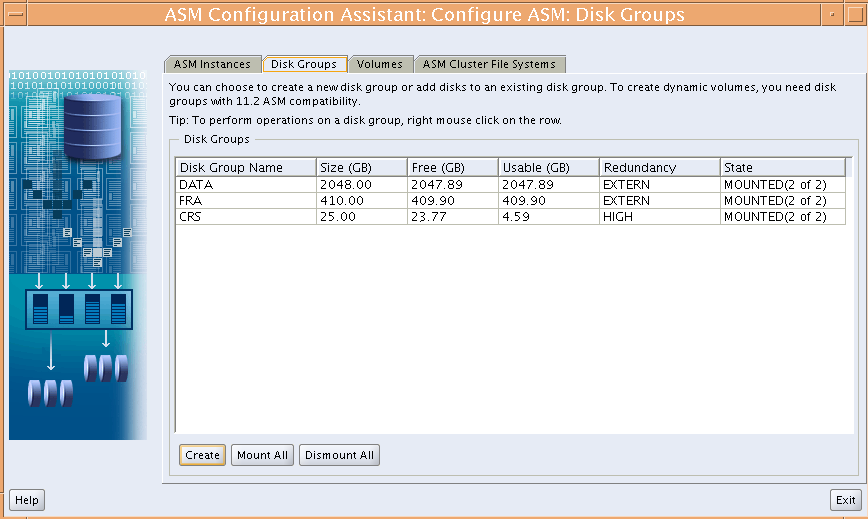 ASM Configuration Assistant: Configure ASM: Disk Groups
ASM Instances Disk Groups Volumes ASM Cluster File Systems
You can choose to create a new disk group or add disks to an existing disk group. To create dynamic volumes, you need disk
groups with 11.2 ASM compatibility.
Tip: To perform operations on a disk group, right mouse click on the row.
Disk Groups
Disk Group Name Size (GB) Free (GB) Usable (GB) Redundancy State
DATA 2048.00 2047.89 2047.89 EXTERN MOUNTED(2 of 2)
FRA 410.00 409.90 409.90 EXTERN MOUNTED(2 of 2)
CRS 25.00 23.77 4.59 HIGH MOUNTED(2 of 2)
Create Mount All Dismount All
Help Exit